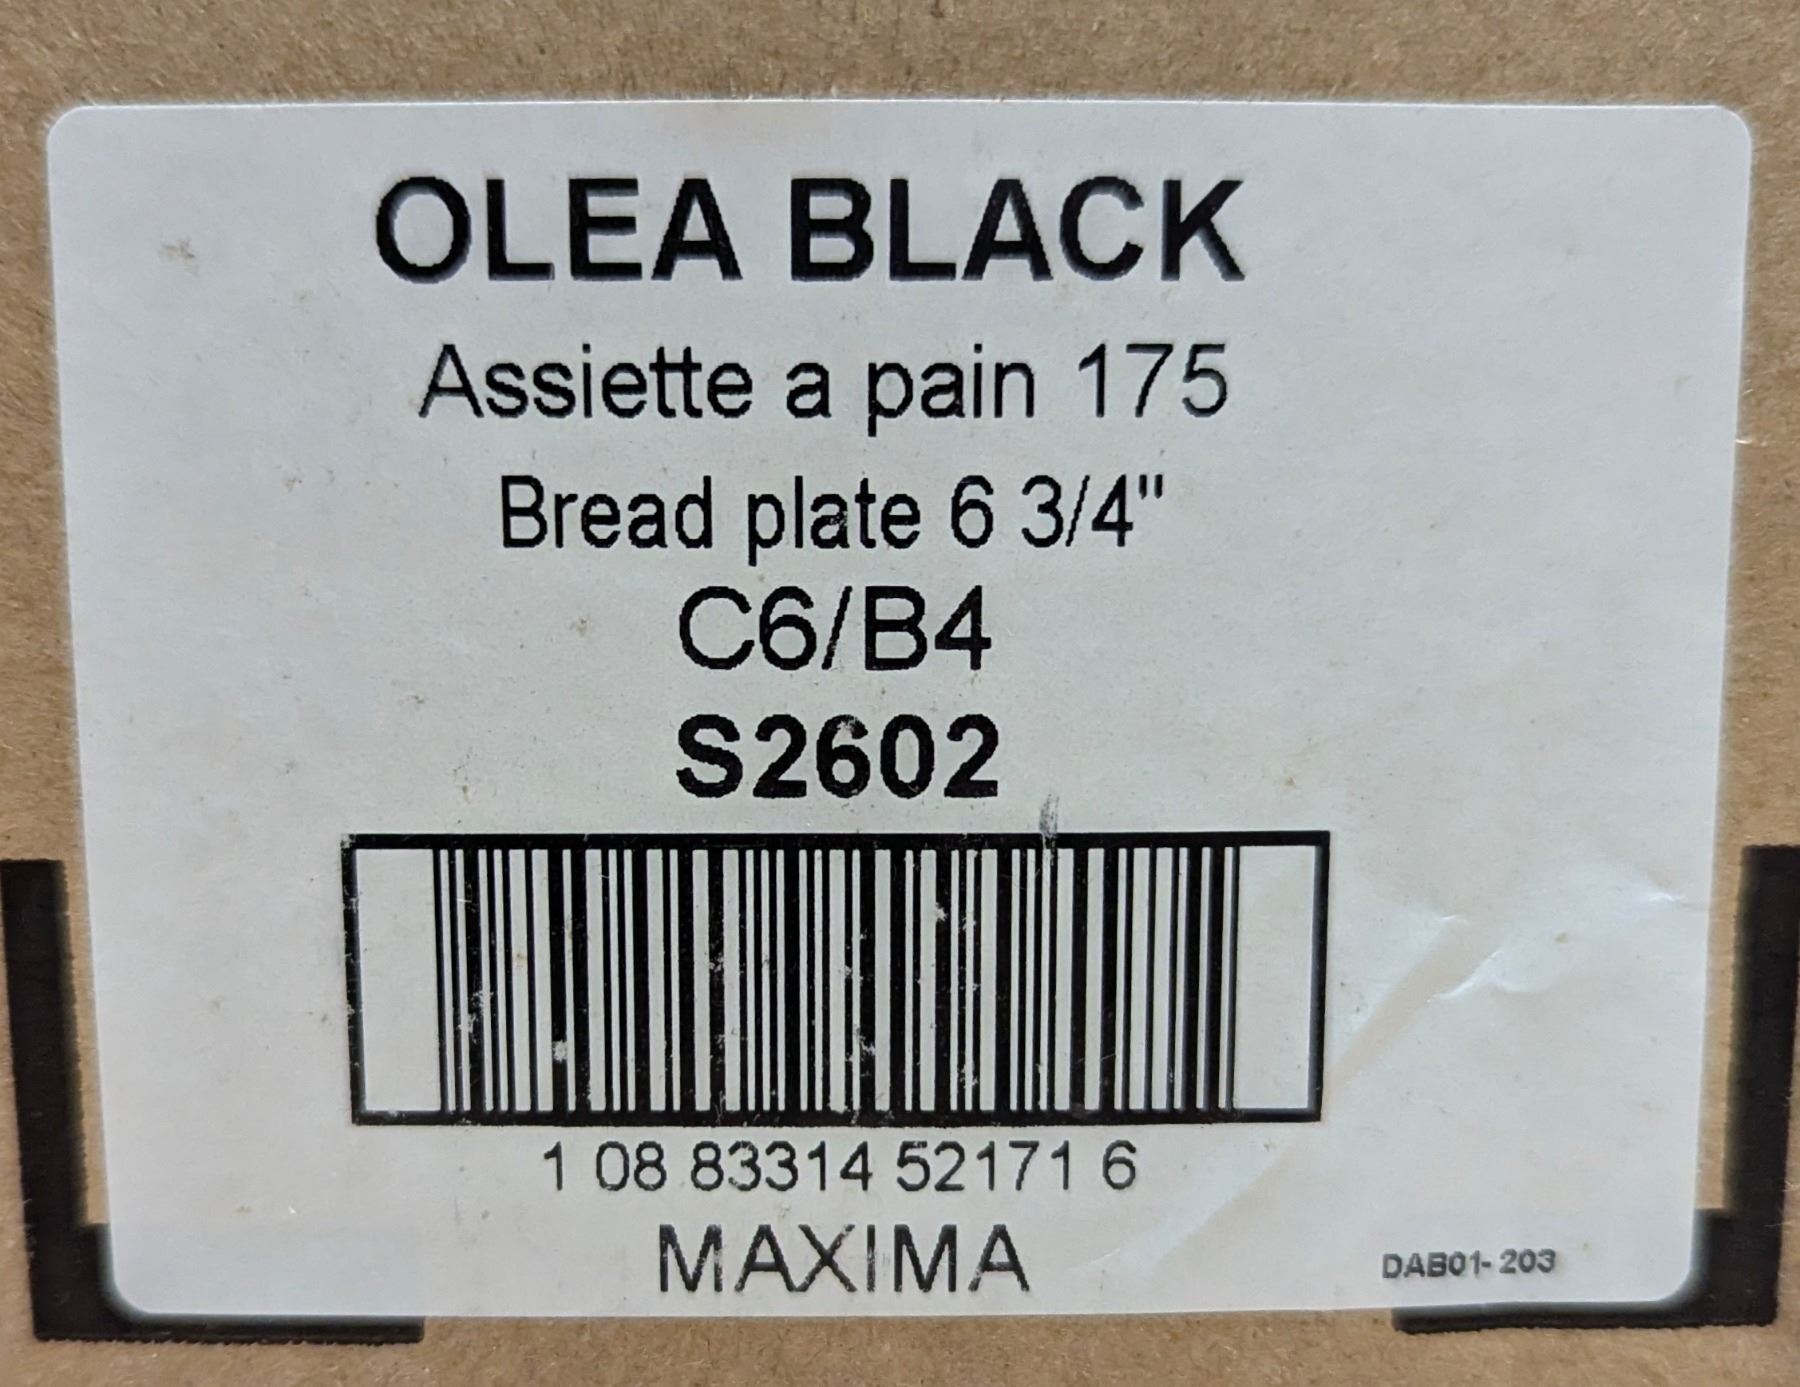 OLEA BLACK
Assiette a pain 175
Bread plate 6 3/4"
C6/B4
S2602
1 08 83314 52171 6
MAXIMA
DAB01-203